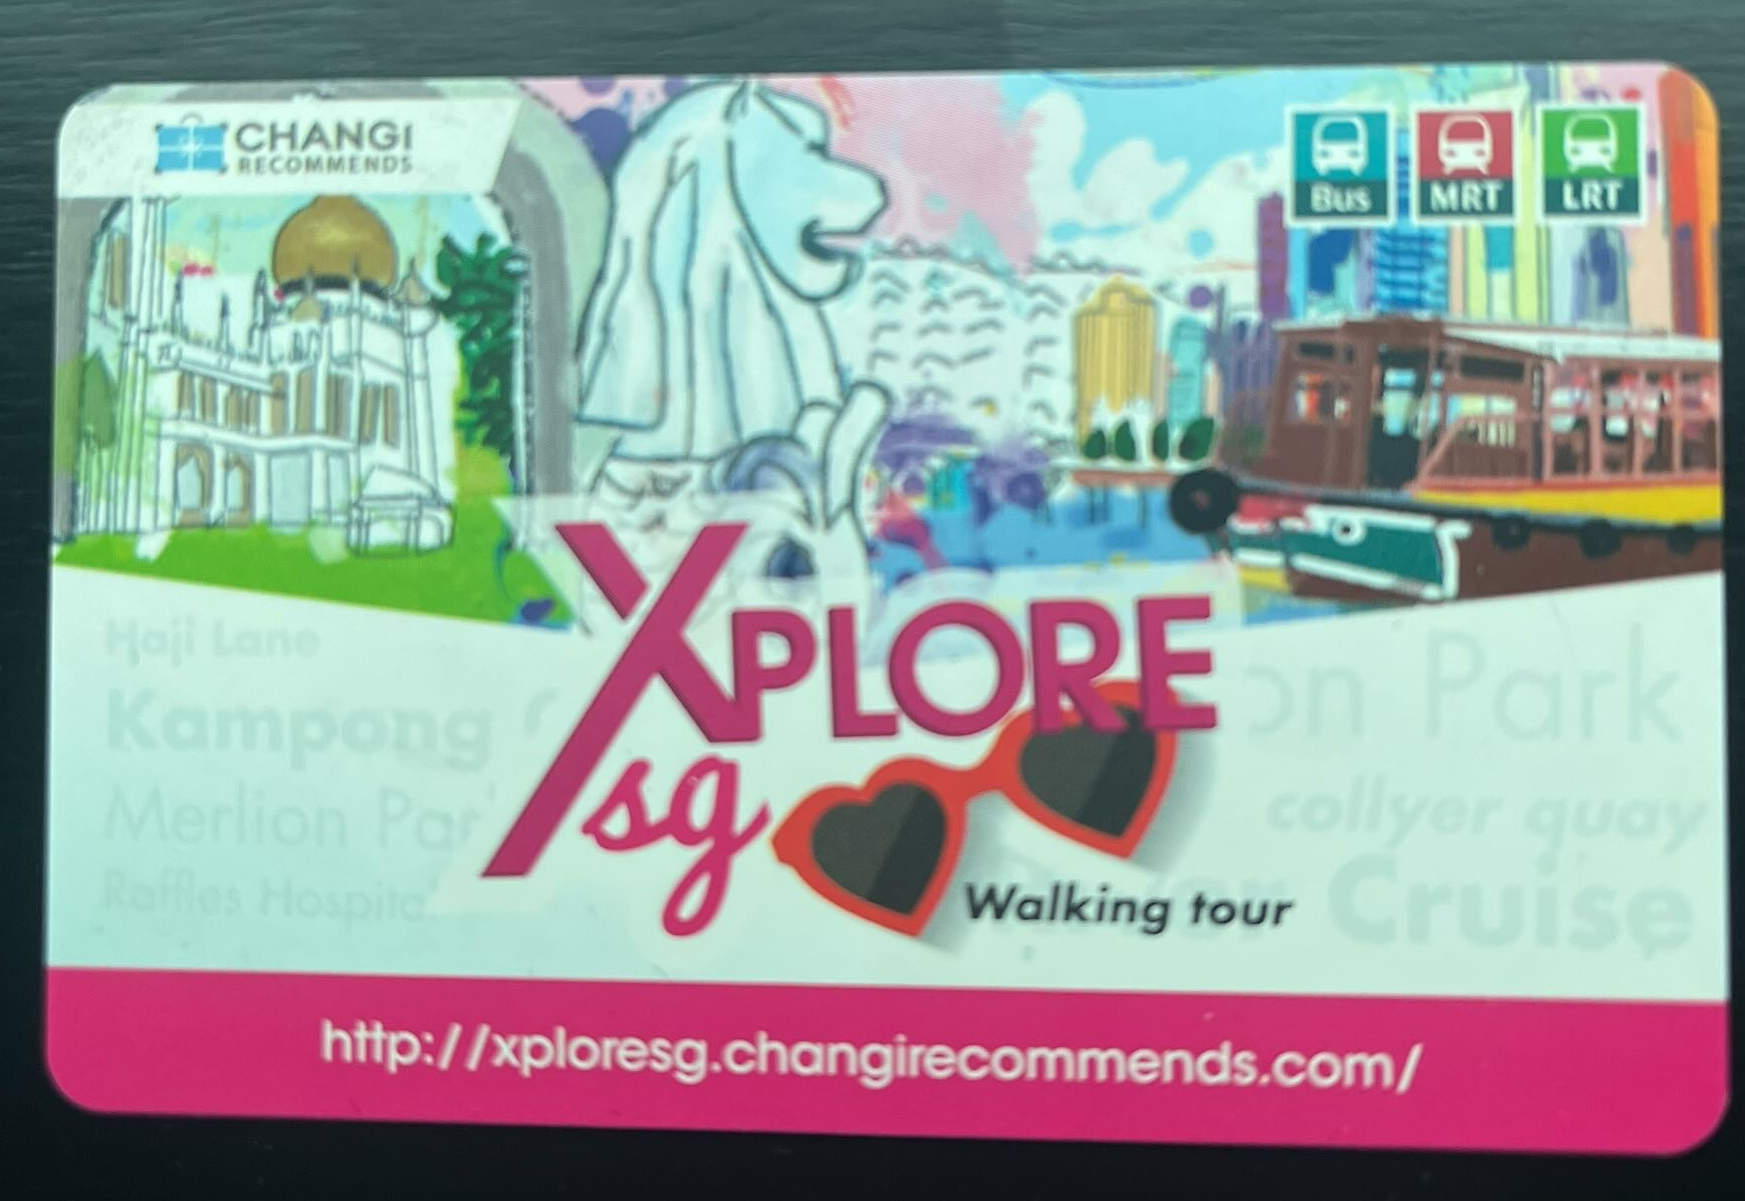 CHANGI
RECOMMENDS
Bus
MRT
LRT
Haji Lane
Kampong
Merlion Par
Raffles Hospita
XPLORE
sg
on Park
collyer quay
Cruise
Walking tour
http://xploresg.changirecommends.com/